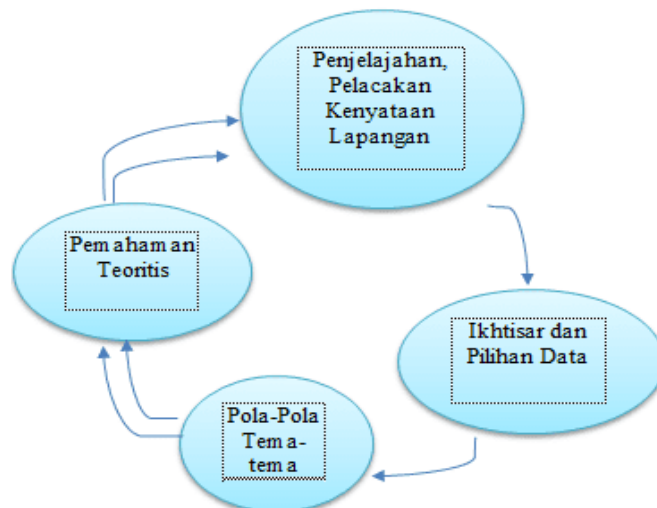 Penjelajahan,
Pelacakan
Kenyataan
Lapangan
Ikhtisar dan
Pilihan Data
Pola-Pola
Tema-
tema
Pemahaman
Teoritis